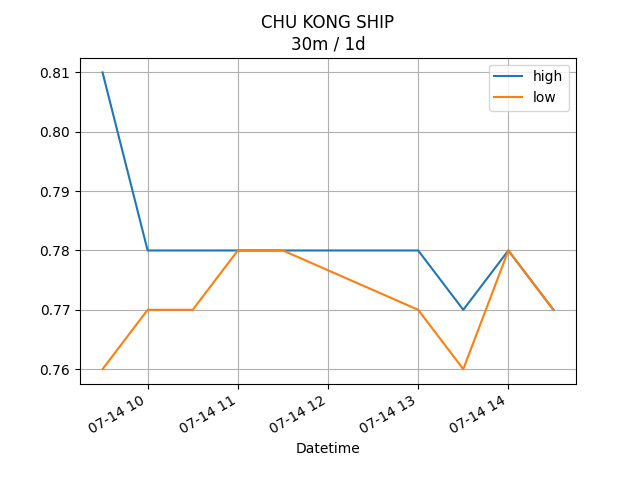 CHU KONG SHIP
30m / 1d
high
low
0.81
0.80
0.79
0.78
0.77
0.76
07-14 10
07-14 11
07-14 12
07-14 13
07-14 14
Datetime